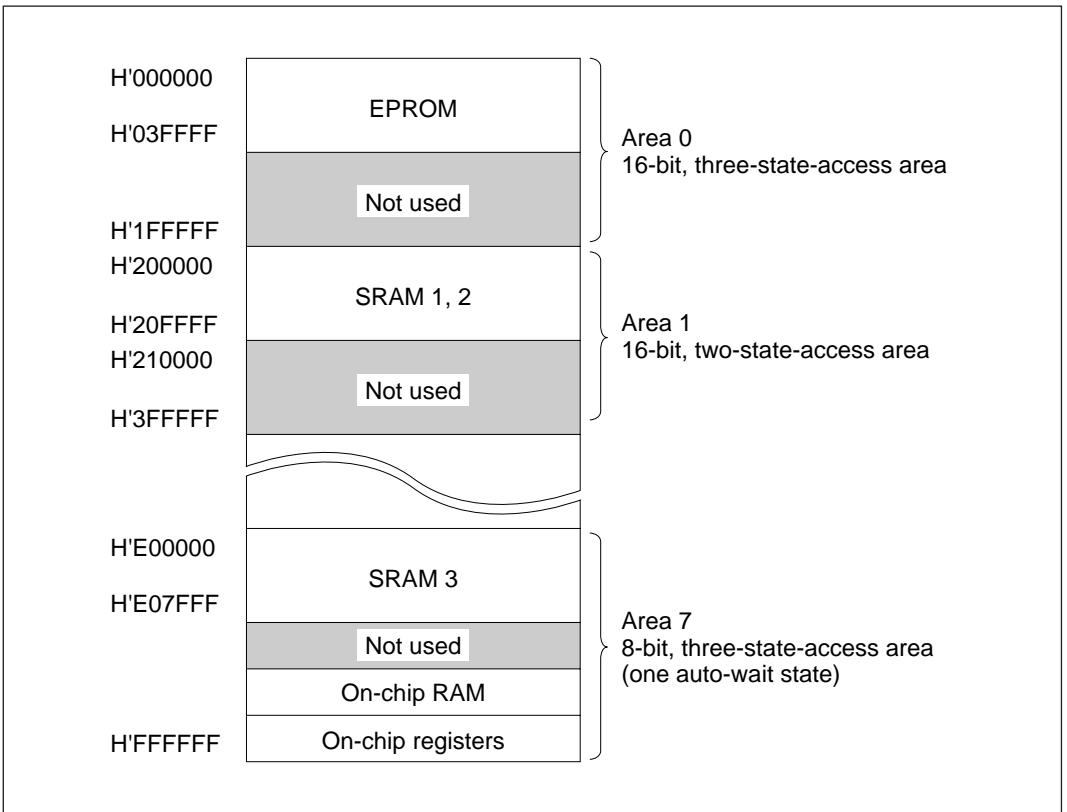 H'000000
EPROM
H'03FFFF
Not used
H'1FFFFF
Area 0
16-bit, three-state-access area
H'200000
SRAM 1, 2
H'20FFFF
H'210000
Not used
H'3FFFFF
Area 1
16-bit, two-state-access area
H'E00000
SRAM 3
H'E07FFF
Not used
On-chip RAM
H'FFFFFF
On-chip registers
Area 7
8-bit, three-state-access area
(one auto-wait state)